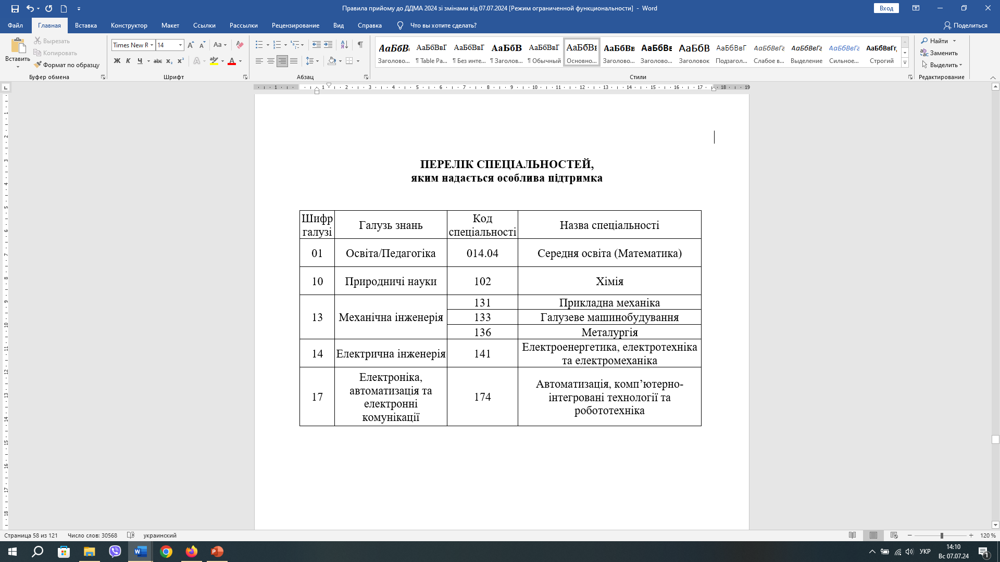 Правила прийому до ДДМА 2024 зі змінами від 07.07.2024 [Режим ограниченной функциональности] - Word
Вход
Файл Главная Вставка Конструктор Макет Ссылки Рассылки Рецензирование Вид Справка Что вы хотите сделать? Поделиться
Вставить
Вырезать
Копировать
Формат по образцу
Буфер обмена
Times New R 14
Шрифт
Абзац
Заголово... ¶ Table Pa... ¶ Без инте... ¶ Заголов... ¶ Обычный Основно... Заголово... Заголово... Заголовок Подзагол... Слабое в... Выделение Сильное... Строгий
Стили
Найти
Заменить
Выделить
Редактирование
ПЕРЕЛІК СПЕЦІАЛЬНОСТЕЙ,
яким надається особлива підтримка
Шифр галузі Галузь знань Код спеціальності Назва спеціальності
01 Освіта/Педагогіка 014.04 Середня освіта (Математика)
10 Природничі науки 102 Хімія
13 Механічна інженерія 131 Прикладна механіка
133 Галузеве машинобудування
136 Металургія
14 Електрична інженерія 141 Електроенергетика, електротехніка
та електромеханіка
17 Електроніка,
автоматизація та
електронні
комунікації
174 Автоматизація, комп’ютерно-
інтегровані технології та
робототехніка
Страница 58 из 121 Число слов: 30568 украинский 120 %
УКР
14:10
Вс 07.07.24
1